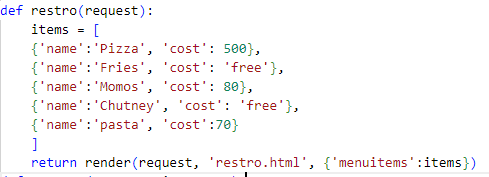 def restro(request):
    items = [
    {'name':'Pizza', 'cost': 500},
    {'name':'Fries', 'cost': 'free'},
    {'name':'Momos', 'cost': 80},
    {'name':'Chutney', 'cost': 'free'},
    {'name':'pasta', 'cost':70}
    ]
    return render(request, 'restro.html', {'menuitems':items})